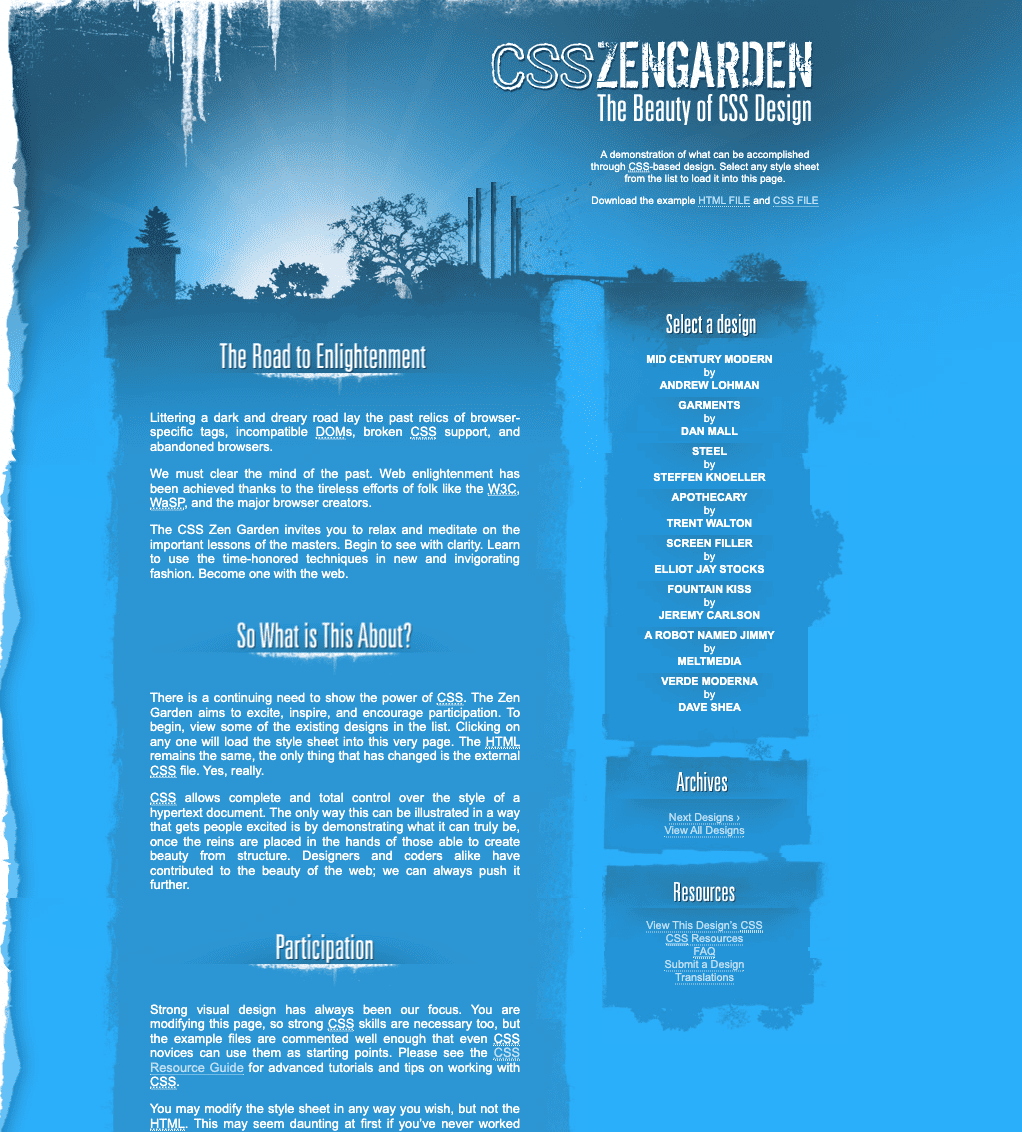 CSS ZENGARDEN
The Beauty of CSS Design
A demonstration of what can be accomplished
through CSS-based design. Select any style sheet
from the list to load it into this page.
Download the example HTML FILE and CSS FILE
The Road to Enlightenment
Littering a dark and dreary road lay the past relics of browser-
specific tags, incompatible DOMs, broken CSS support, and
abandoned browsers.
We must clear the mind of the past. Web enlightenment has
been achieved thanks to the tireless efforts of folk like the W3C,
WaSP, and the major browser creators.
The CSS Zen Garden invites you to relax and meditate on the
important lessons of the masters. Begin to see with clarity. Learn
to use the time-honored techniques in new and invigorating
fashion. Become one with the web.
So What is This About?
There is a continuing need to show the power of CSS. The Zen
Garden aims to excite, inspire, and encourage participation. To
begin, view some of the existing designs in the list. Clicking on
any one will load the style sheet into this very page. The HTML
remains the same, the only thing that has changed is the external
CSS file. Yes, really.
CSS allows complete and total control over the style of a
hypertext document. The only way this can be illustrated in a way
that gets people excited is by demonstrating what it can truly be,
once the reins are placed in the hands of those able to create
beauty from structure. Designers and coders alike have
contributed to the beauty of the web; we can always push it
further.
Participation
Strong visual design has always been our focus. You are
modifying this page, so strong CSS skills are necessary too, but
the example files are commented well enough that even CSS
novices can use them as starting points. Please see the CSS
Resource Guide for advanced tutorials and tips on working with
CSS.
You may modify the style sheet in any way you wish, but not the
HTML. This may seem daunting at first if you've never worked
Select a design
MID CENTURY MODERN
by
ANDREW LOHMAN
GARMENTS
by
DAN MALL
STEEL
by
STEFFEN KNOELLER
APOTHECARY
by
TRENT WALTON
SCREEN FILLER
by
ELLIOT JAY STOCKS
FOUNTAIN KISS
by
JEREMY CARLSON
A ROBOT NAMED JIMMY
by
MELTMEDIA
VERDE MODERNA
by
DAVE SHEA
Archives
Next Designs ›
View All Designs
Resources
View This Design's CSS
CSS Resources
FAQ
Submit a Design
Translations